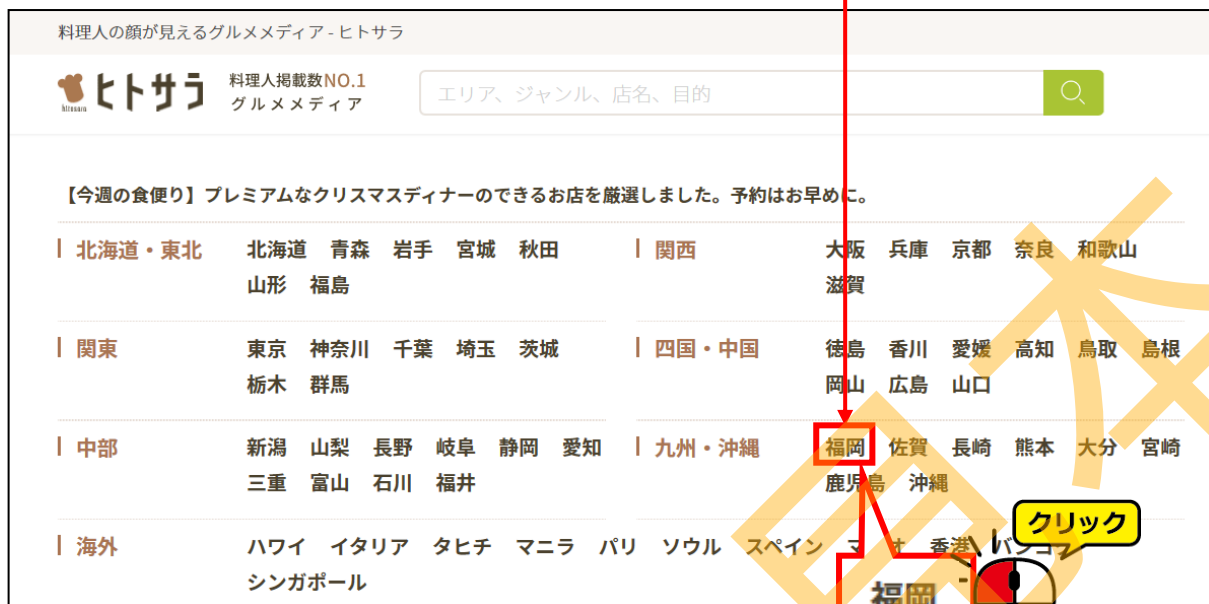 料理人の顔が見えるグルメメディア - ヒトサラ
ヒトサラ
hitosara
料理人掲載数NO.1
グルメメディア
エリア、ジャンル、店名、目的
【今週の食便り】プレミアムなクリスマスディナーのできるお店を厳選しました。予約はお早めに。
北海道・東北 北海道 青森 岩手 宮城 秋田
山形 福島
関西 大阪 兵庫 京都 奈良 和歌山
滋賀
関東 東京 神奈川 千葉 埼玉 茨城
栃木 群馬
四国・中国 徳島 香川 愛媛 高知 鳥取 島根
岡山 広島 山口
中部 新潟 山梨 長野 岐阜 静岡 愛知
三重 富山 石川 福井
九州・沖縄 福岡 佐賀 長崎 熊本 大分 宮崎
鹿児島 沖縄
海外 ハワイ イタリア タヒチ マニラ パリ ソウル スペイン 香港
シンガポール
クリック
福岡